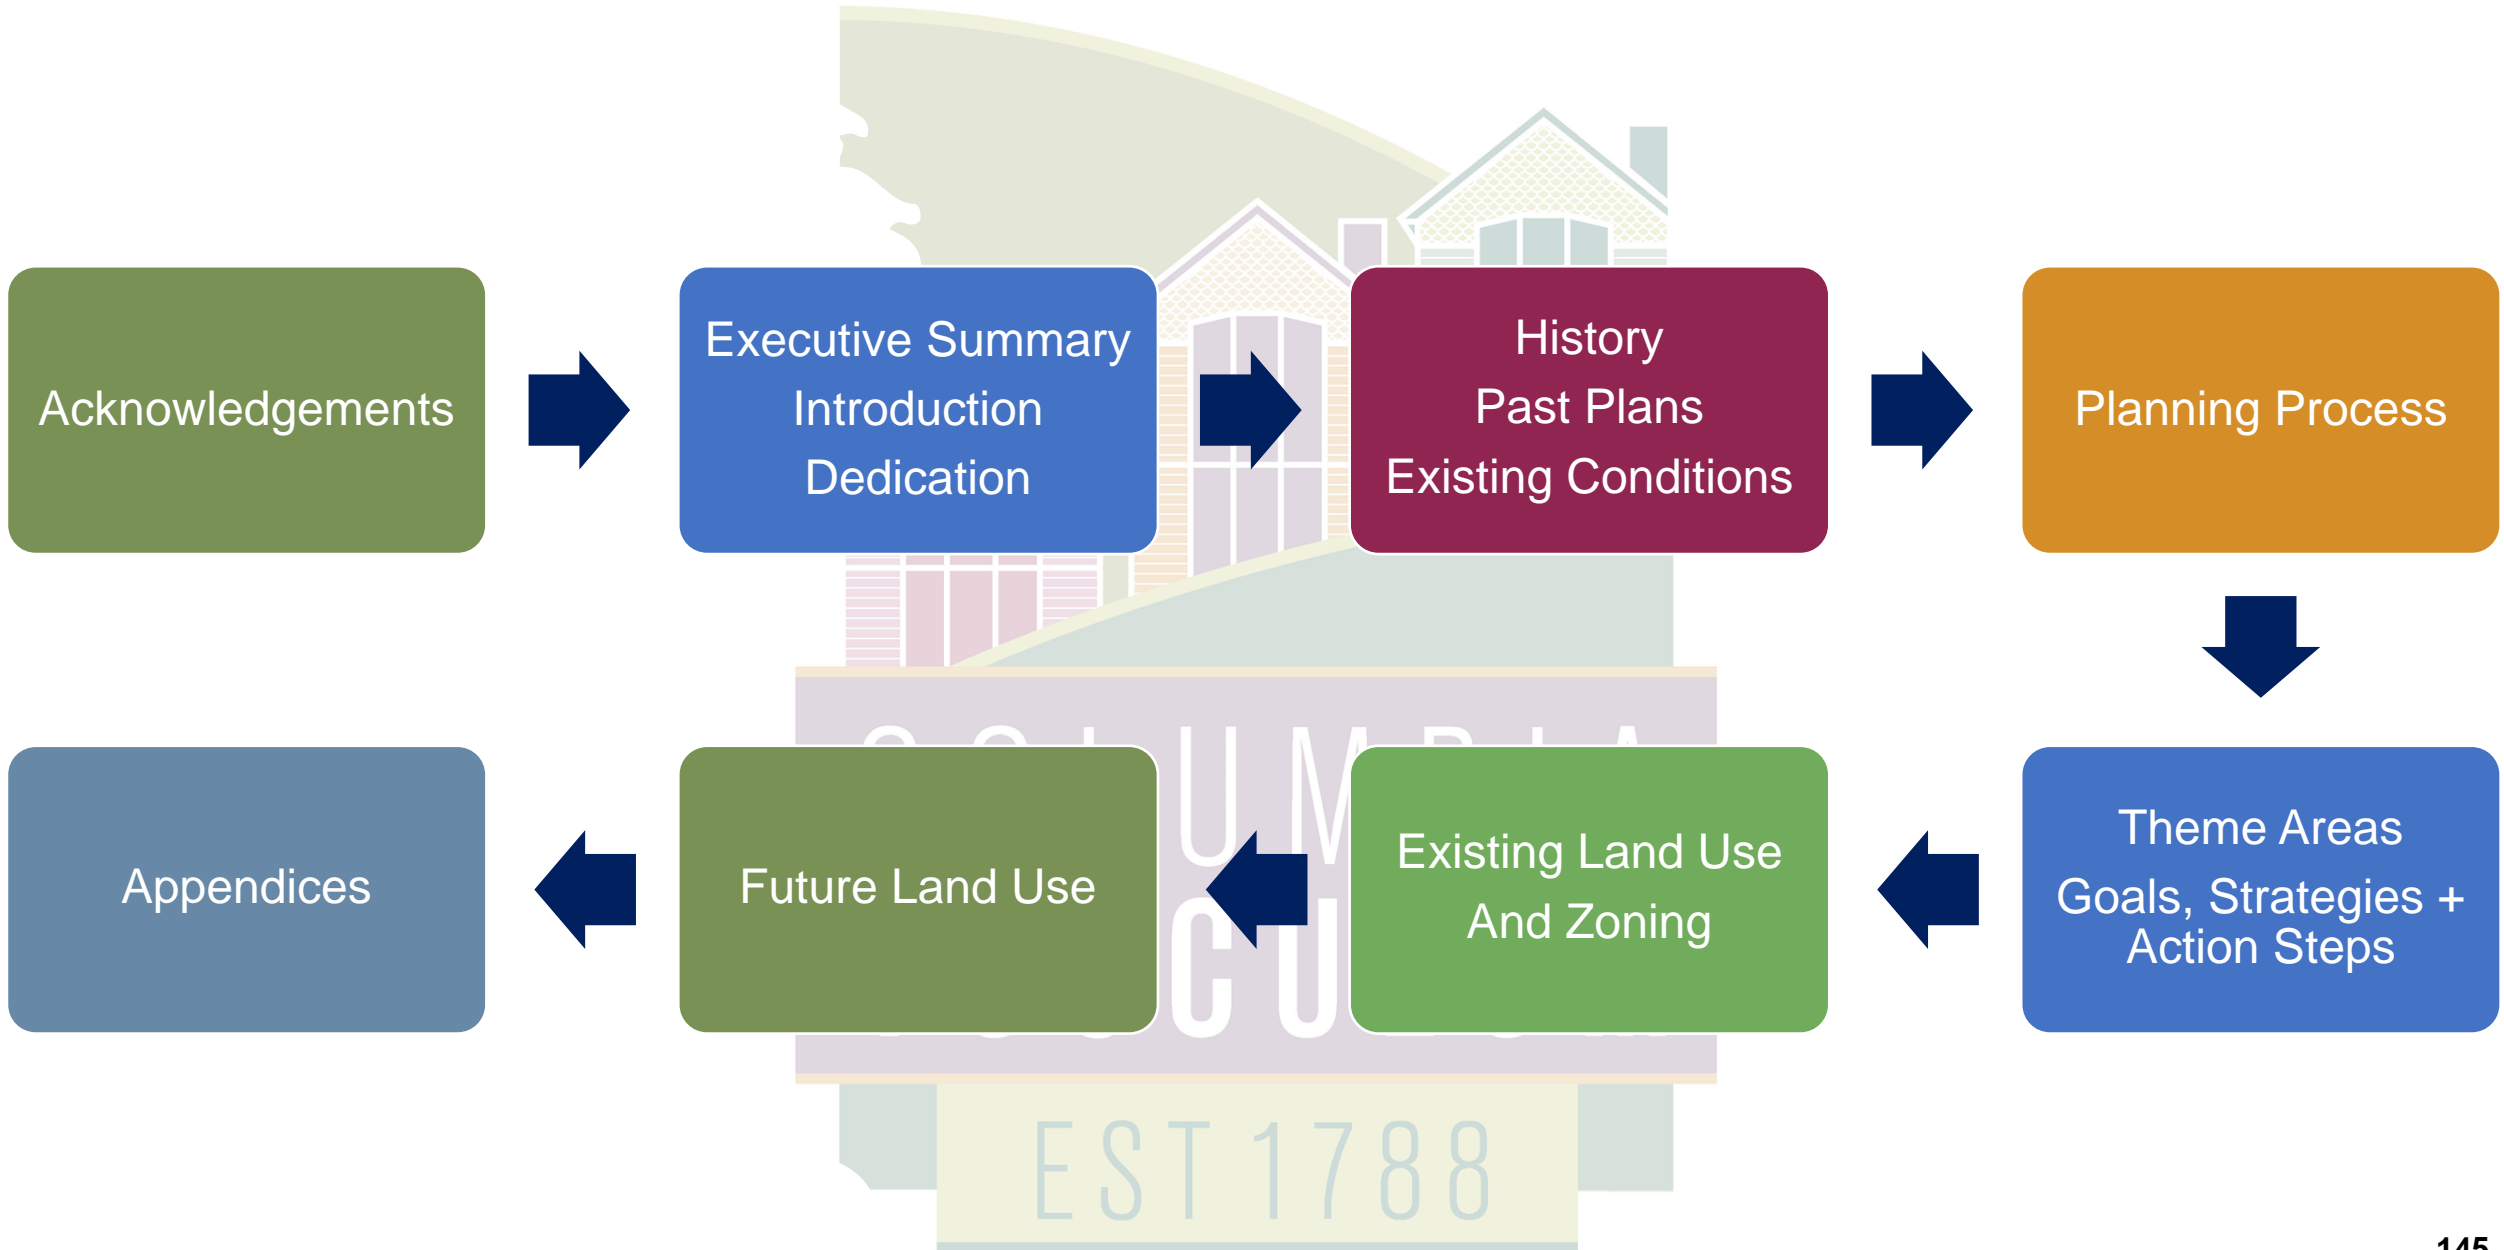 Acknowledgements
Executive Summary
Introduction
Dedication
History
Past Plans
Existing Conditions
Planning Process
Theme Areas
Goals, Strategies +
Action Steps
Existing Land Use
And Zoning
Future Land Use
Appendices
EST 1788
145